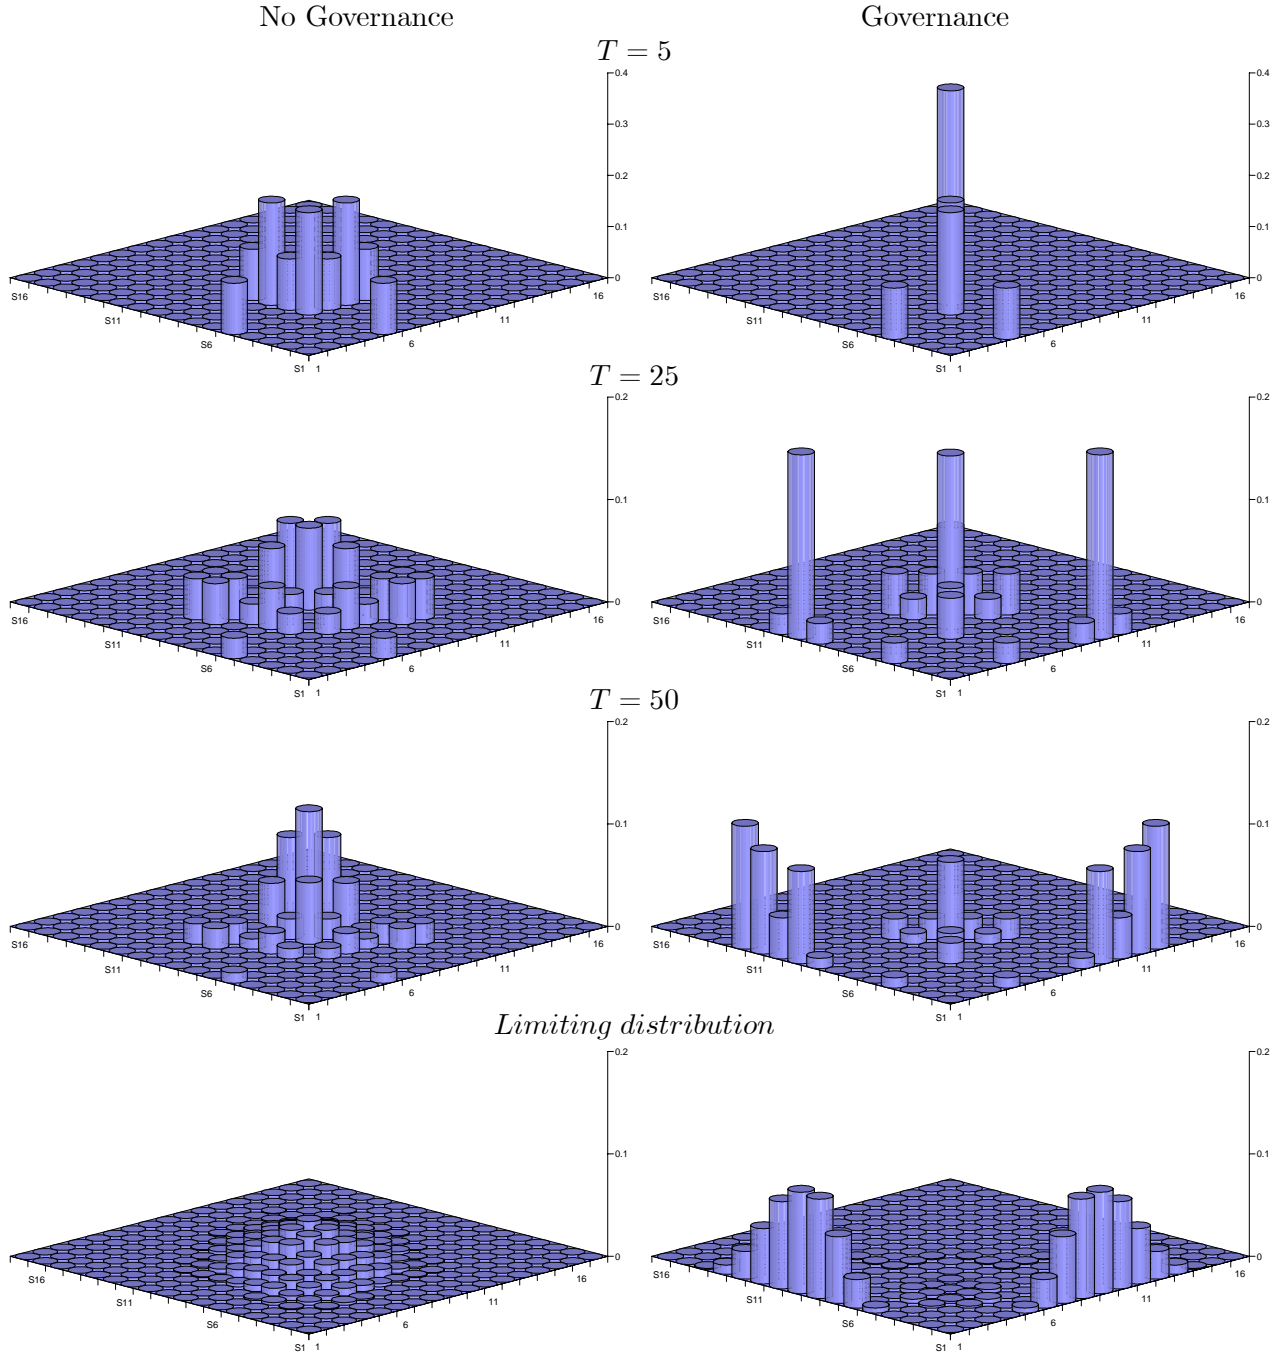 No Governance Governance
T = 5
0.4 0.4
0.3 0.3
0.2 0.2
0.1 0.1
0 0
S16 16 S16 16
S11 11 S11 11
S6 6 S6 6
S1 1 S1 1
T = 25
0.2 0.2
0.1 0.1
0 0
S16 16 S16 16
S11 11 S11 11
S6 6 S6 6
S1 1 S1 1
T = 50
0.2 0.2
0.1 0.1
0 0
S16 16 S16 16
S11 11 S11 11
S6 6 S6 6
S1 1 S1 1
Limiting distribution
0.2 0.2
0.1 0.1
0 0
S16 16 S16 16
S11 11 S11 11
S6 6 S6 6
S1 1 S1 1